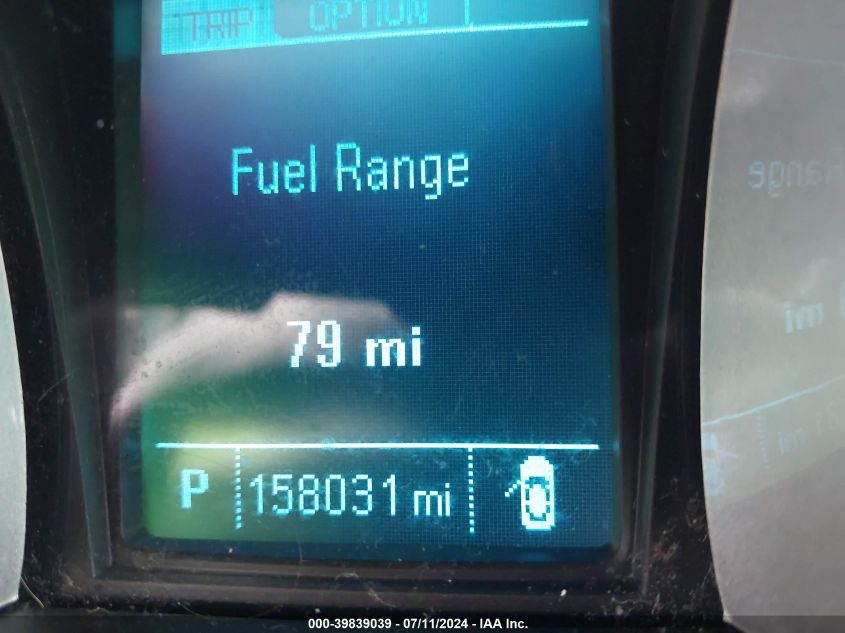 TRIP OPTION
Fuel Range
79 mi
P 158031 mi
000-39839039 - 07/11/2024 - IAA Inc.